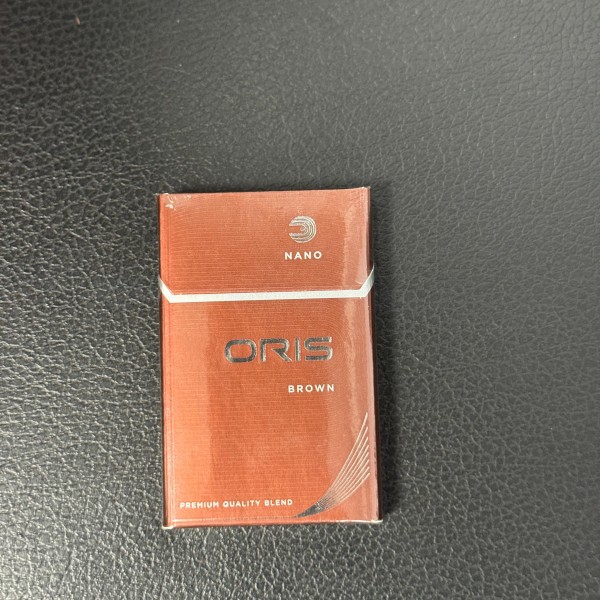 NANO
ORIS
BROWN
PREMIUM QUALITY BLEND